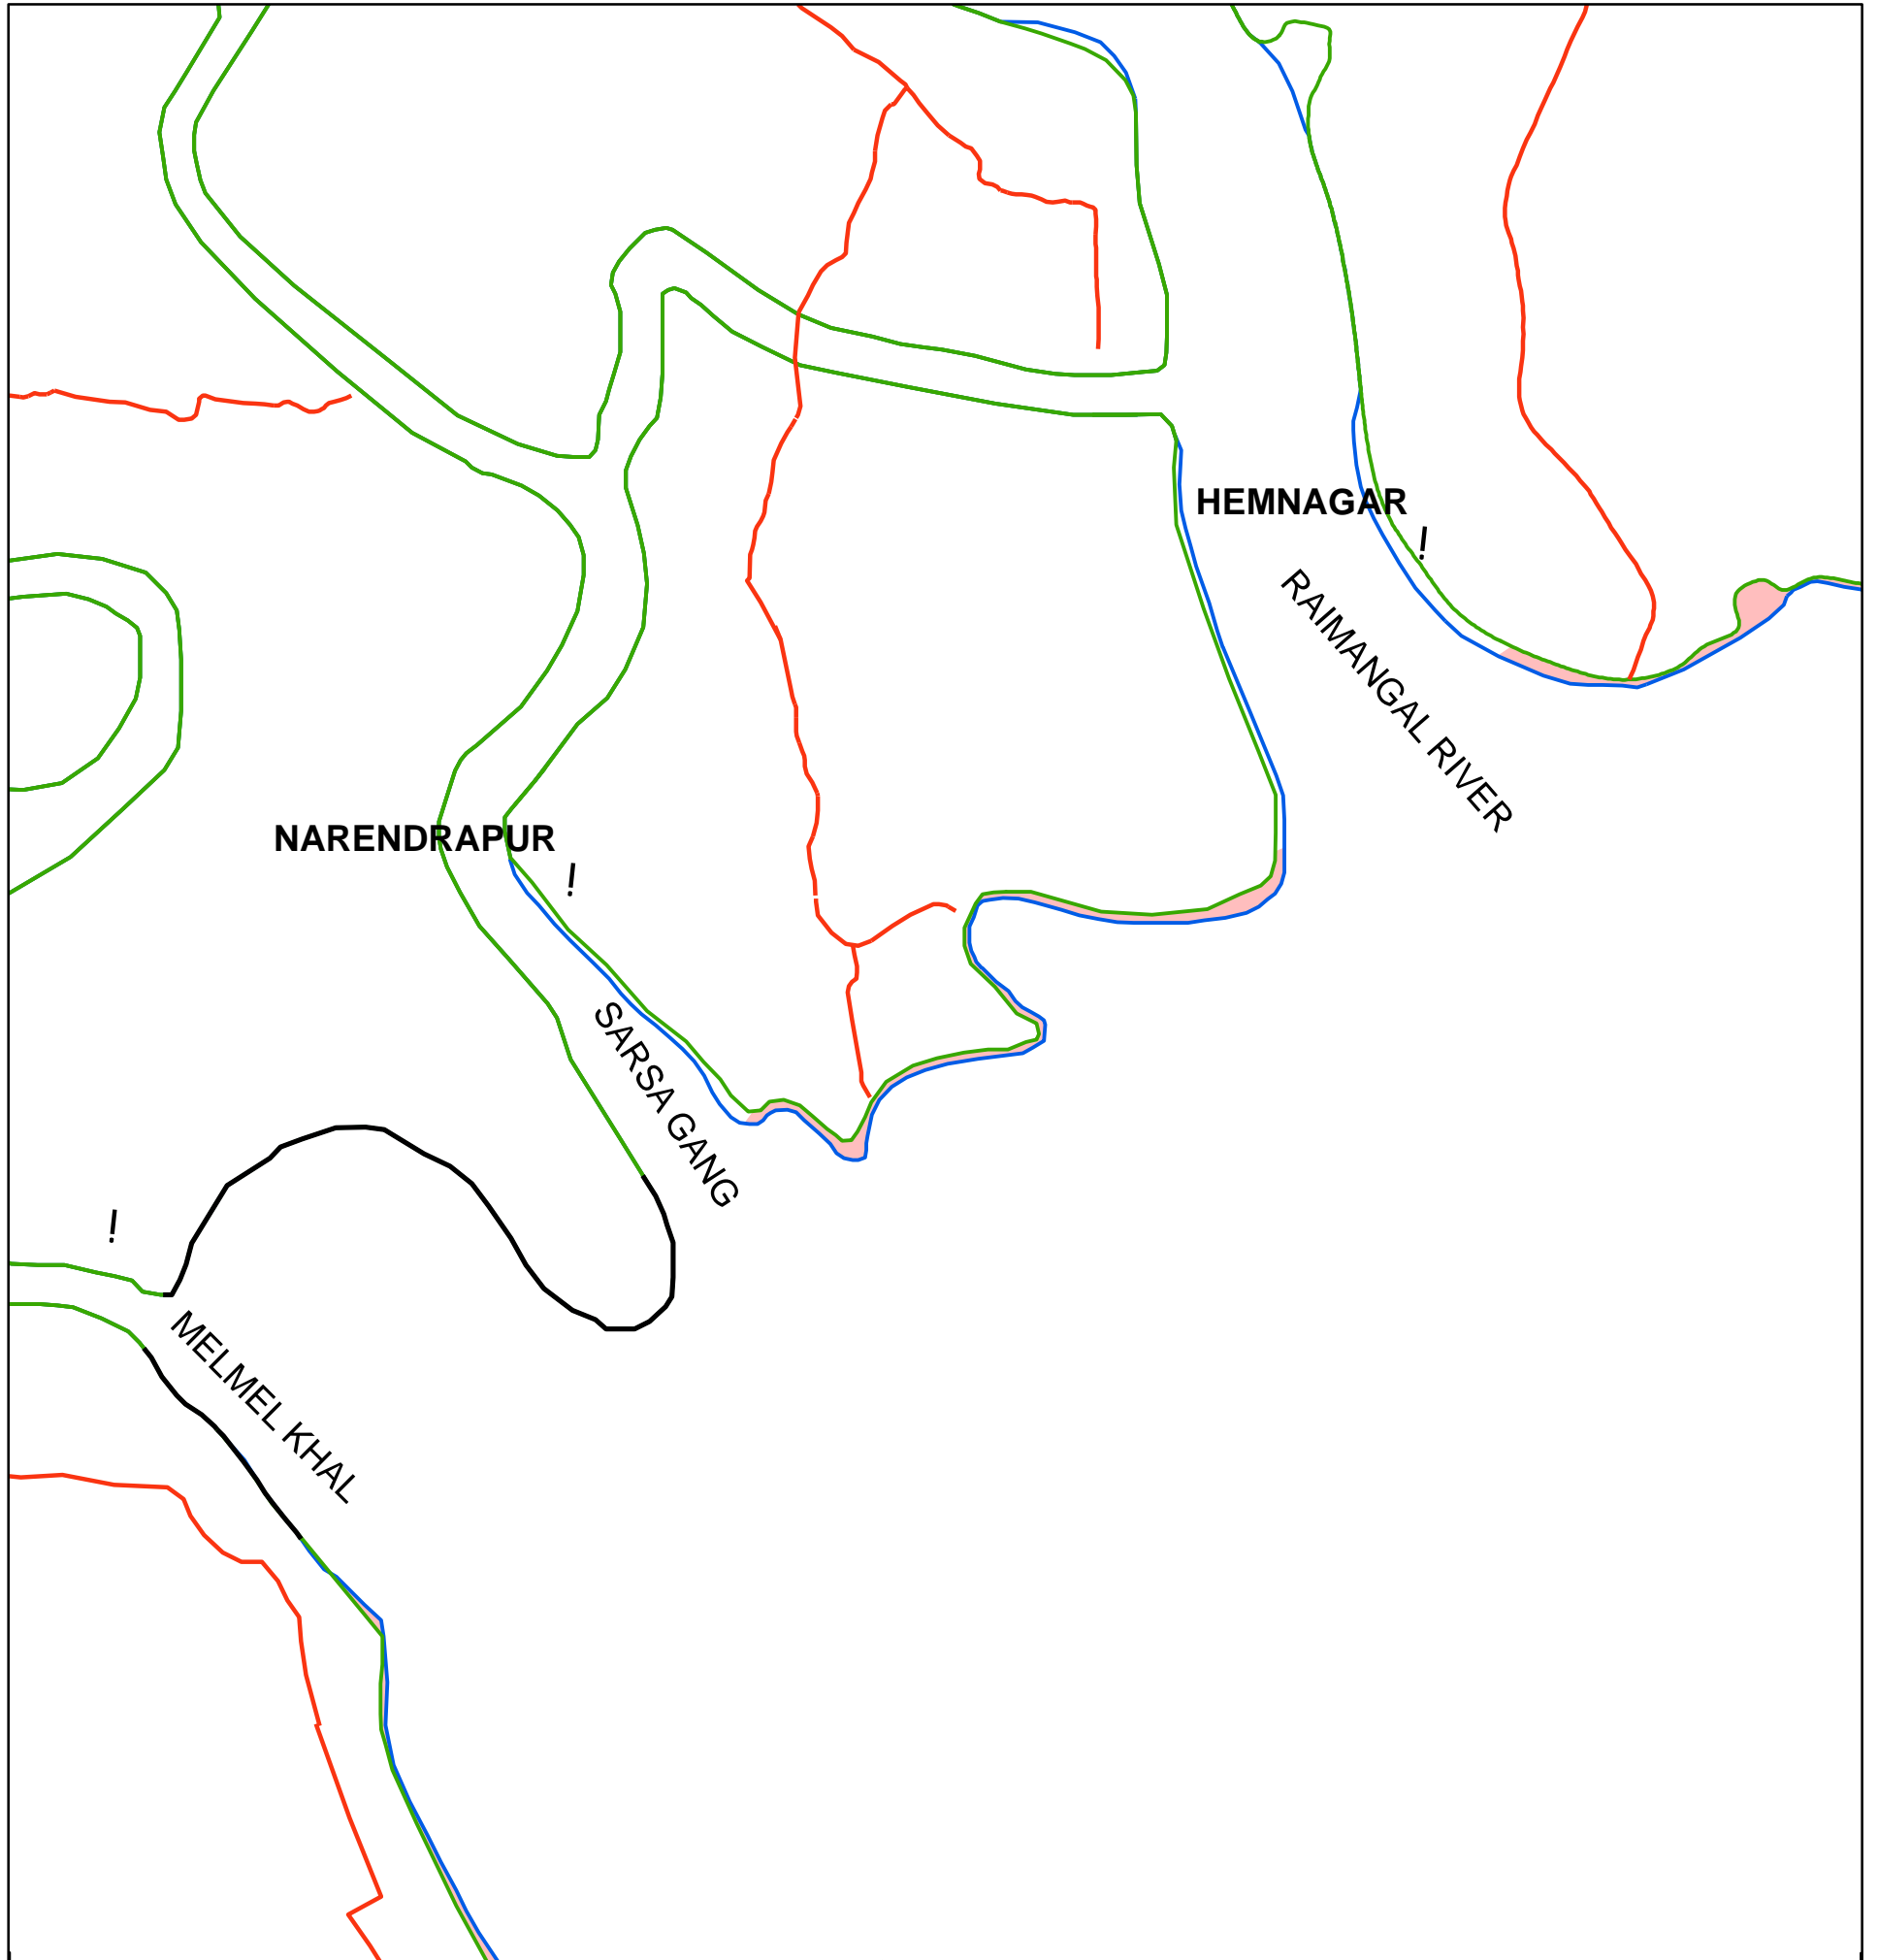 HEMNAGAR
!
RAIMANGAL RIVER
NARENDRAPUR
!
SARSA GANG
!
MELMEL KHAL